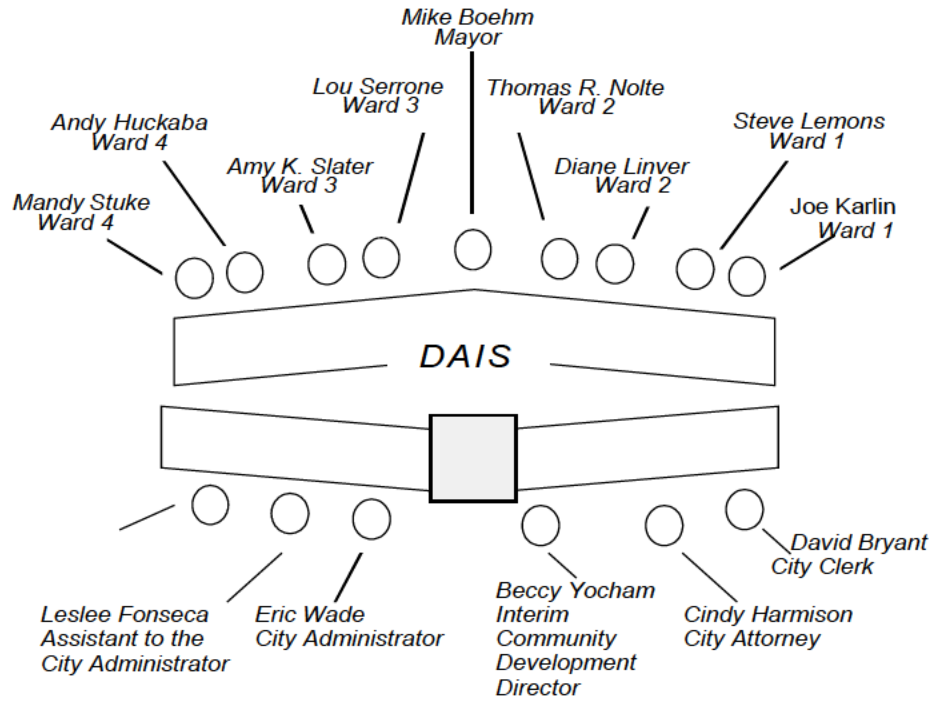 Mike Boehm
Mayor
Lou Serrone
Ward 3
Thomas R. Nolte
Ward 2
Andy Huckaba
Ward 4
Steve Lemons
Ward 1
Amy K. Slater
Ward 3
Diane Linver
Ward 2
Mandy Stuke
Ward 4
Joe Karlin
Ward 1
DAIS
David Bryant
City Clerk
Beccy Yocham
Interim
Community
Development
Director
Leslee Fonseca
Assistant to the
City Administrator
Eric Wade
City Administrator
Cindy Harmison
City Attorney